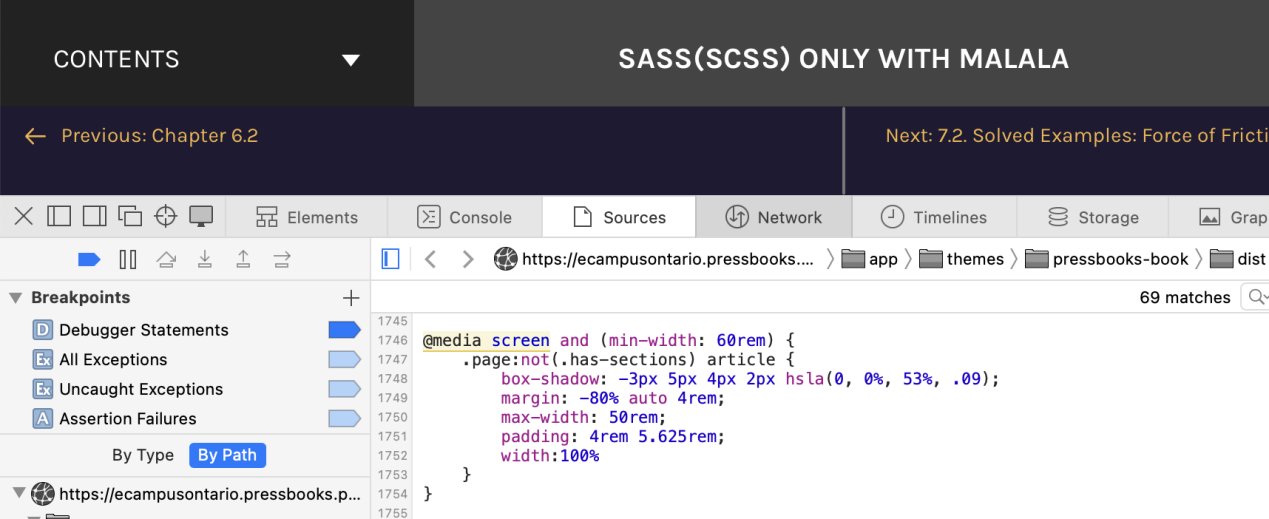 CONTENTS
SASS(SCSS) ONLY WITH MALALA
← Previous: Chapter 6.2
Next: 7.2. Solved Examples: Force of Fricti
Elements
Console
Sources
Network
Timelines
Storage
Grap
https://ecampusontario.pressbooks.... 〉 app 〉 themes 〉 pressbooks-book 〉 dist
Breakpoints +
69 matches
D Debugger Statements
Ex All Exceptions
Ex Uncaught Exceptions
A Assertion Failures
By Type By Path
https://ecampusontario.pressbooks.p...
1745
1746 @media screen and (min-width: 60rem) {
1747 .page:not(.has-sections) article {
1748 box-shadow: -3px 5px 4px 2px hsla(0, 0%, 53%, .09);
1749 margin: -80% auto 4rem;
1750 max-width: 50rem;
1751 padding: 4rem 5.625rem;
1752 width:100%
1753 }
1754 }
1755